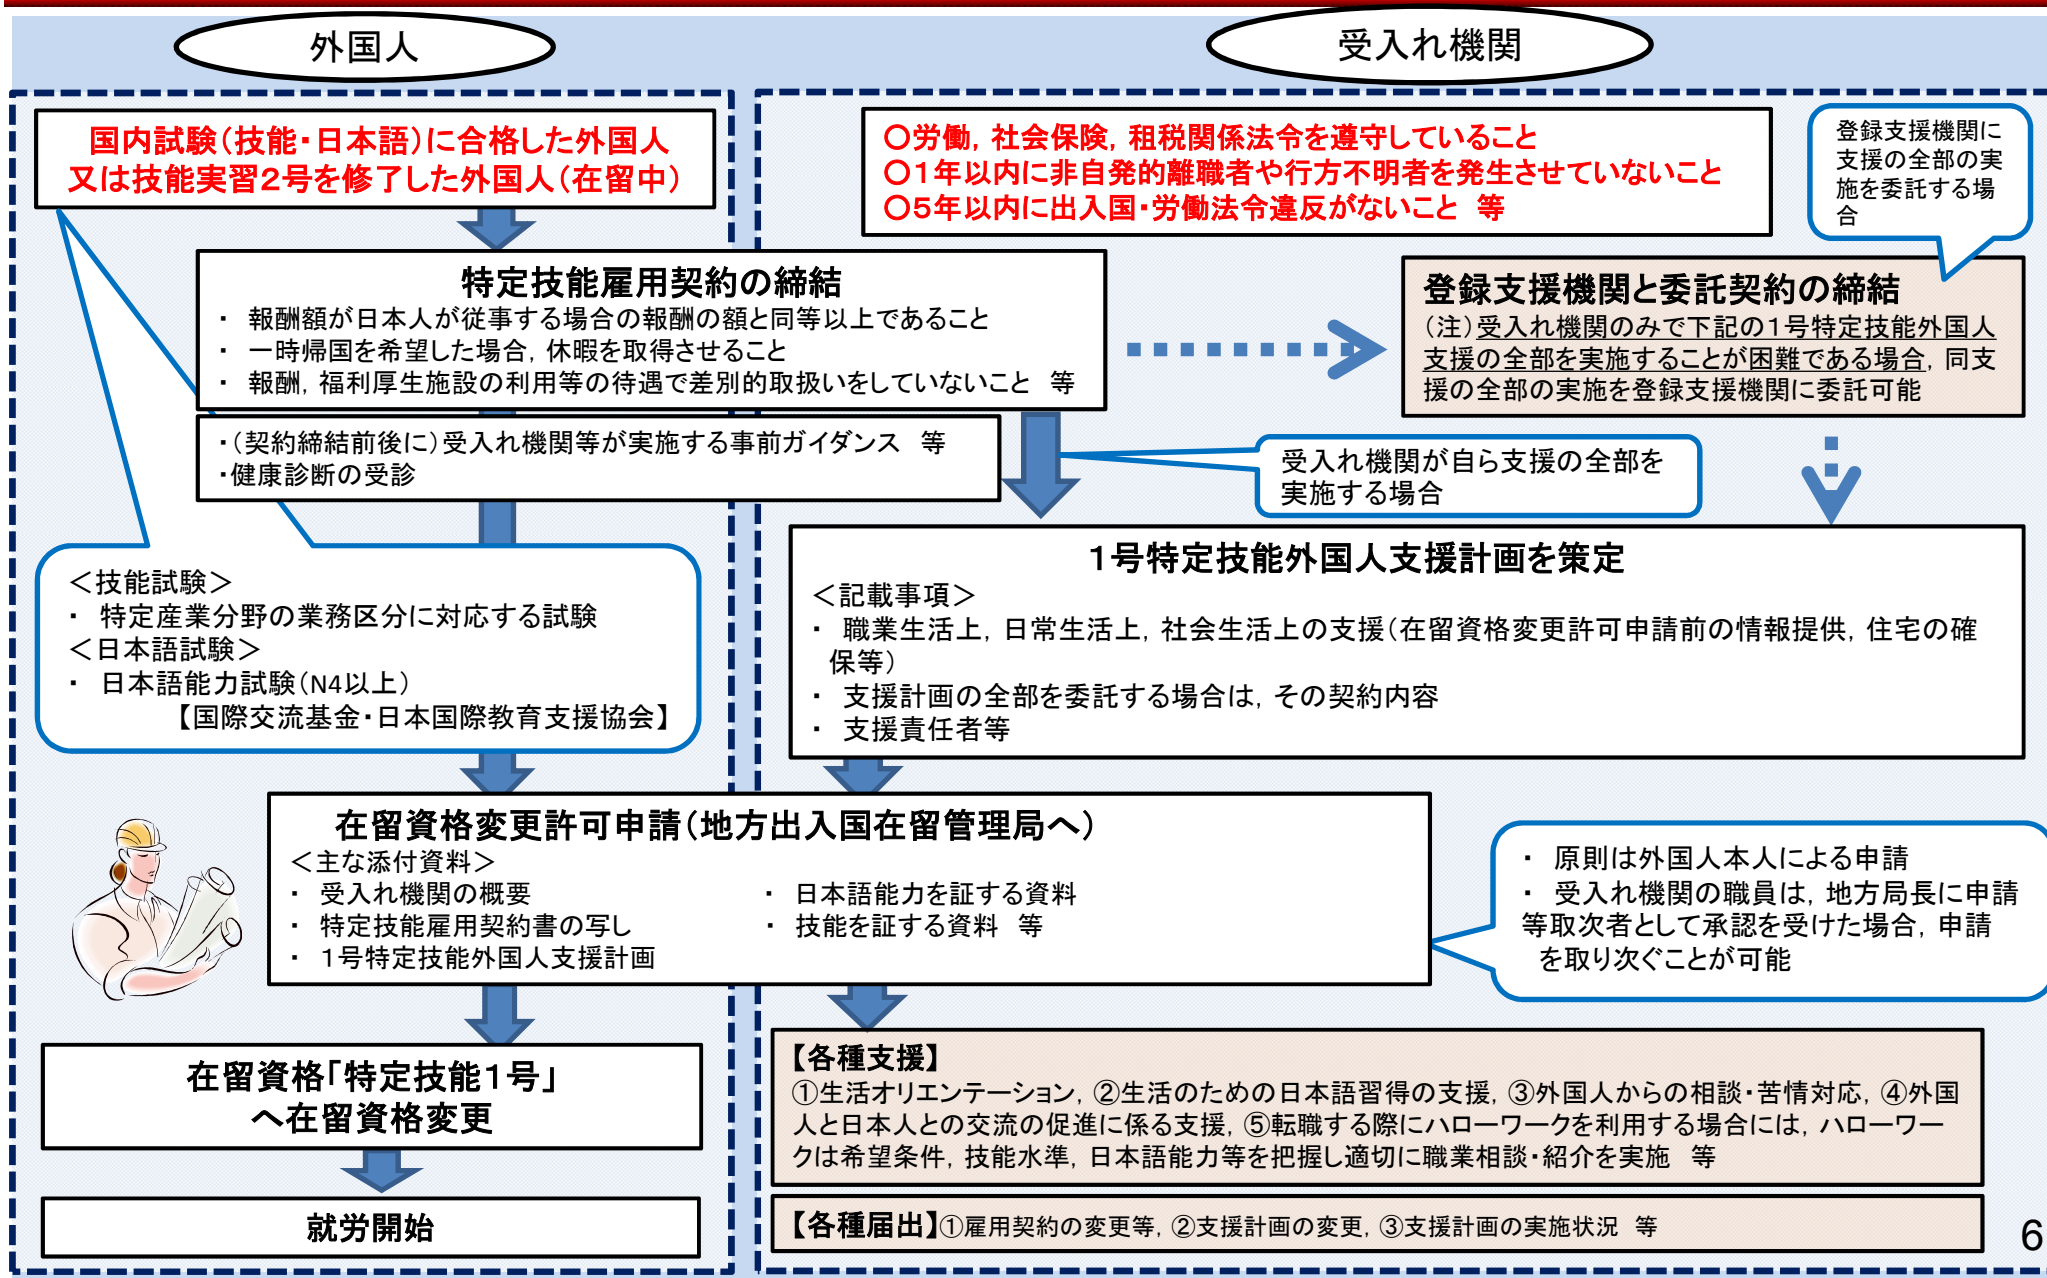 外国人
受入れ機関
国内試験（技能・日本語）に合格した外国人
又は技能実習２号を修了した外国人（在留中）
○労働，社会保険，租税関係法令を遵守していること
○１年以内に非自発的離職者や行方不明者を発生させていないこと
○５年以内に出入国・労働法令違反がないこと　等
登録支援機関に
支援の全部の実
施を委託する場
合
特定技能雇用契約の締結
・ 報酬額が日本人が従事する場合の報酬の額と同等以上であること
・ 一時帰国を希望した場合，休暇を取得させること
・ 報酬，福利厚生施設の利用等の待遇で差別的取扱いをしていないこと　等
登録支援機関と委託契約の締結
（注）受入れ機関のみで下記の１号特定技能外国人
支援の全部を実施することが困難である場合，同支
援の全部の実施を登録支援機関に委託可能
・（契約締結前後に）受入れ機関等が実施する事前ガイダンス　等
・健康診断の受診
受入れ機関が自ら支援の全部を
実施する場合
＜技能試験＞
・ 特定産業分野の業務区分に対応する試験
＜日本語試験＞
・ 日本語能力試験（N4以上）
【国際交流基金・日本国際教育支援協会】
１号特定技能外国人支援計画を策定
＜記載事項＞
・ 職業生活上，日常生活上，社会生活上の支援（在留資格変更許可申請前の情報提供，住宅の確
保等）
・ 支援計画の全部を委託する場合は，その契約内容
・ 支援責任者等
在留資格変更許可申請（地方出入国在留管理局へ）
＜主な添付資料＞
・ 受入れ機関の概要
・ 特定技能雇用契約書の写し
・ １号特定技能外国人支援計画
・ 日本語能力を証する資料
・ 技能を証する資料　等
・ 原則は外国人本人による申請
・ 受入れ機関の職員は，地方局長に申請
等取次者として承認を受けた場合，申請
を取り次ぐことが可能
在留資格「特定技能１号」
へ在留資格変更
就労開始
【各種支援】
①生活オリエンテーション，②生活のための日本語習得の支援，③外国人からの相談・苦情対応，④外国
人と日本人との交流の促進に係る支援，⑤転職する際にハローワークを利用する場合には，ハローワー
クは希望条件，技能水準，日本語能力等を把握し適切に職業相談・紹介を実施　等
【各種届出】①雇用契約の変更等，②支援計画の変更，③支援計画の実施状況　等
6